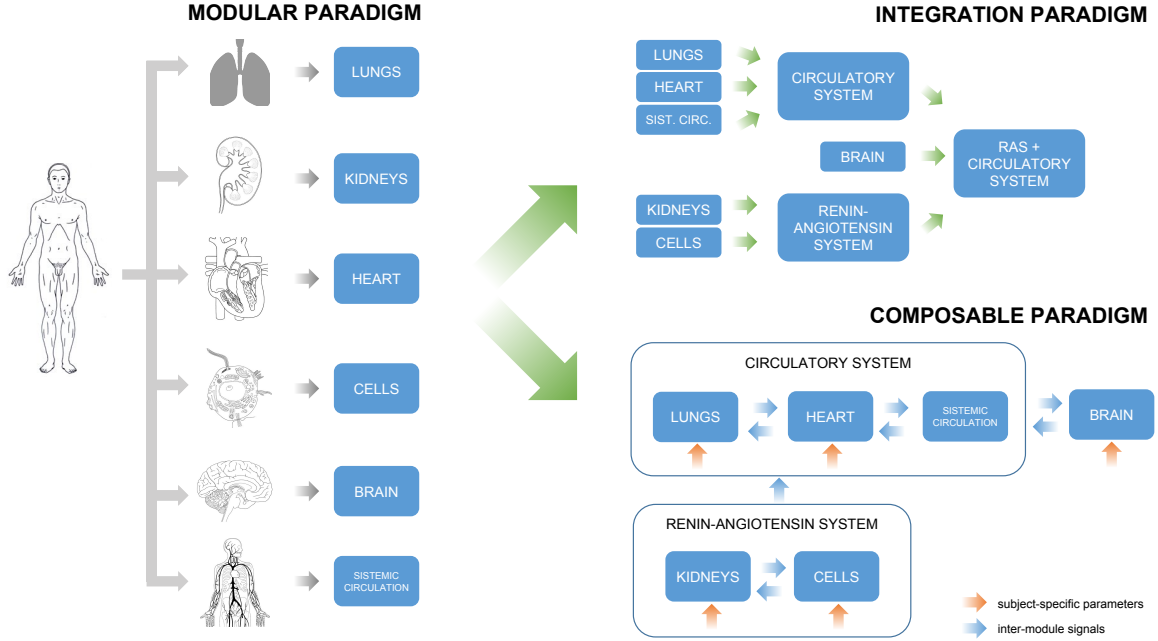 MODULAR PARADIGM
LUNGS
KIDNEYS
HEART
CELLS
BRAIN
SISTEMIC
CIRCULATION
INTEGRATION PARADIGM
LUNGS
HEART
SIST. CIRC.
CIRCULATORY
SYSTEM
BRAIN
RAS +
CIRCULATORY
SYSTEM
KIDNEYS
CELLS
RENIN-
ANGIOTENSIN
SYSTEM
COMPOSABLE PARADIGM
CIRCULATORY SYSTEM
LUNGS
HEART
SISTEMIC
CIRCULATION
BRAIN
RENIN-ANGIOTENSIN SYSTEM
KIDNEYS
CELLS
subject-specific parameters
inter-module signals